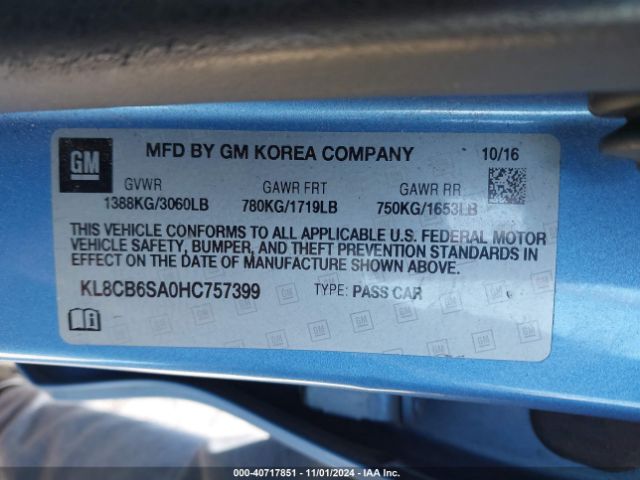 GM
MFD BY GM KOREA COMPANY 10/16
GVWR GAWR FRT GAWR RR
1388KG/3060LB 780KG/1719LB 750KG/1653LB
THIS VEHICLE CONFORMS TO ALL APPLICABLE U.S. FEDERAL MOTOR
VEHICLE SAFETY, BUMPER, AND THEFT PREVENTION STANDARDS IN
EFFECT ON THE DATE OF MANUFACTURE SHOWN ABOVE.
KL8CB6SA0HC757399 TYPE: PASS CAR
00-40717851 - 11/01/2024 - IAA Inc.